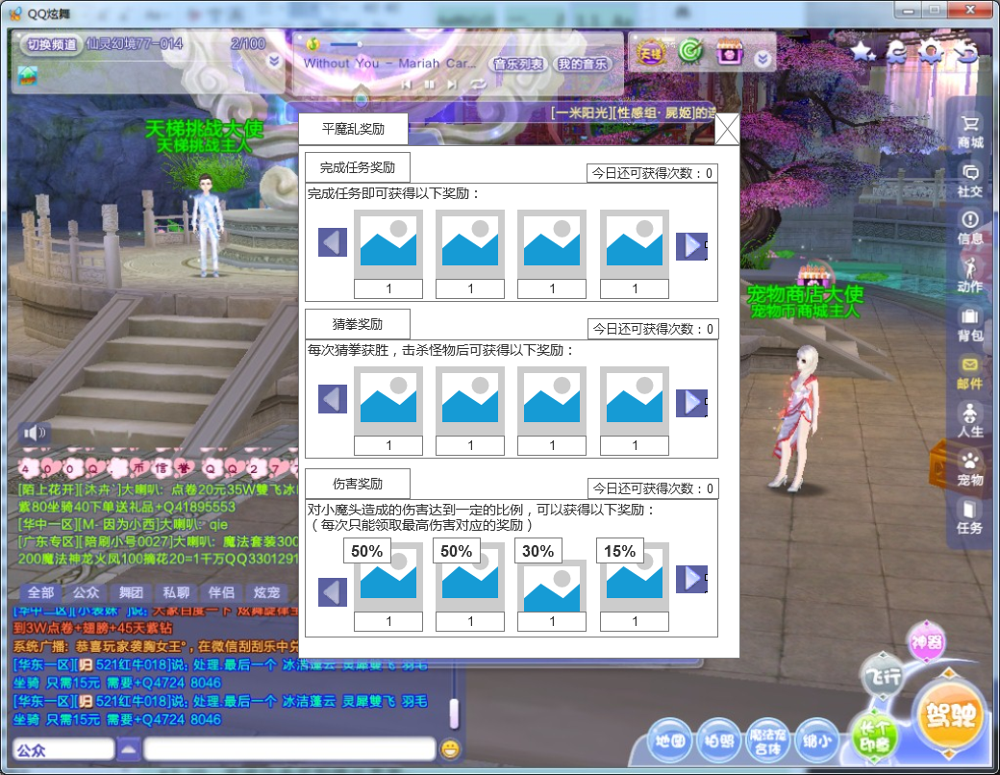 QQ炫舞
切换频道 仙灵幻境77-014 2/100
Without You - Mariah Car...
音乐列表 我的音乐
[一米阳光][性感组· 屍姬]的造
天梯挑战大使
天梯挑战主人
平魔乱奖励
完成任务奖励
今日还可获得次数：0
完成任务即可获得以下奖励：
1 1 1 1
猜拳奖励
今日还可获得次数：0
每次猜拳获胜，击杀怪物后可获得以下奖励：
1 1 1 1
伤害奖励
今日还可获得次数：0
对小魔头造成的伤害达到一定的比例，可以获得以下奖励：
（每次只能领取最高伤害对应的奖励）
50% 50% 30% 15%
1 1 1 1
商城
社交
信息
动作
背包
邮件
人生
宠物
任务
宠物商店大使
宠物币商城主人
4 0 0 Q 币 信 誉 Q Q 2 7
[陌上花开][沐卉`]大喇叭：点卷20元35W雙飞冰
紫80坐骑40下单送礼品+Q41895553
[华中一区][M- 因为小西]大喇叭：qie
[广东专区][陪刷小号0027]大喇叭：魔法套装300
200魔法神龙火凤100摘花20=1千万QQ3301291
全部 公众 舞团 私聊 伴侣 炫宠
到3W点卷+翅膀+45天紫钻
系统广播：恭喜玩家袭胸女王°，在微信刮刮乐中
[华东一区][归 521红牛018]说：处理:最后一个 冰洁蓬云 灵犀双飞 羽毛
坐骑 只需15元 需要+Q4724 8046
[华东一区][归 521红牛018]说：处理:最后一个 冰洁蓬云 灵犀双飞 羽毛
坐骑 只需15元 需要+Q4724 8046
公众
地图
拍照
魔法宠
合体
缩小
长个
印章
飞行
神器
驾驶